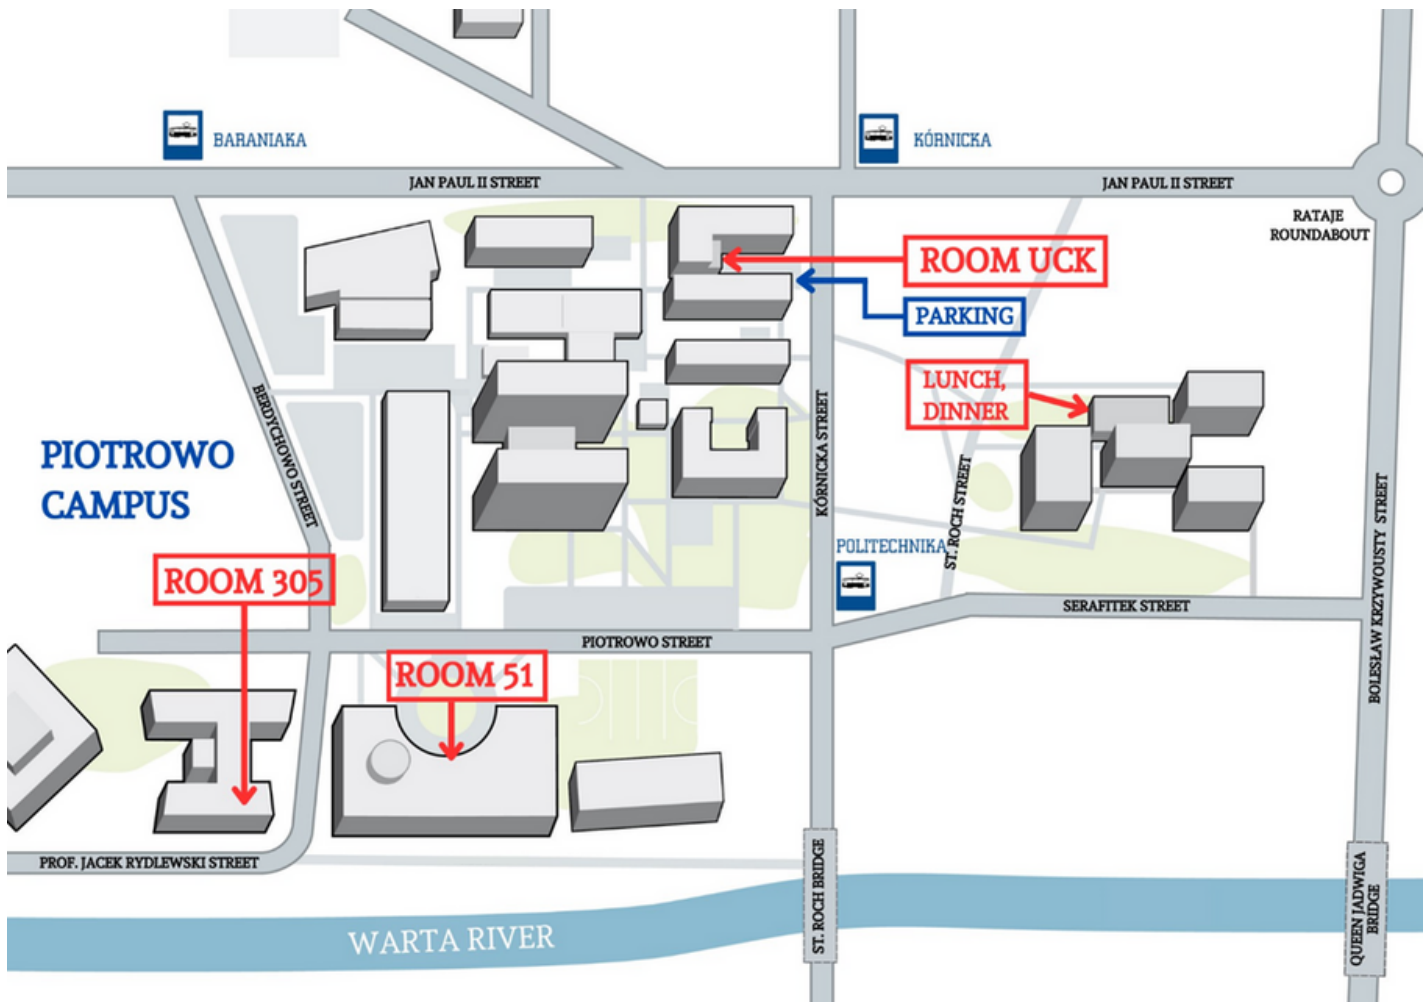 BARANIAKA
KÓRNICKA
JAN PAUL II STREET
JAN PAUL II STREET
RATAJE
ROUNDABOUT
ROOM UCK
PARKING
LUNCH,
DINNER
BERDYCHOWO STREET
KÓRNICKA STREET
PIOTROWO
CAMPUS
ST. ROCH STREET
BOLESŁAW KRZYWOUSTY STREET
POLITECHNIKA
ROOM 305
SERAFITEK STREET
PIOTROWO STREET
ROOM 51
PROF. JACEK RYDLEWSKI STREET
ST. ROCH BRIDGE
QUEEN JADWIGA
BRIDGE
WARTA RIVER